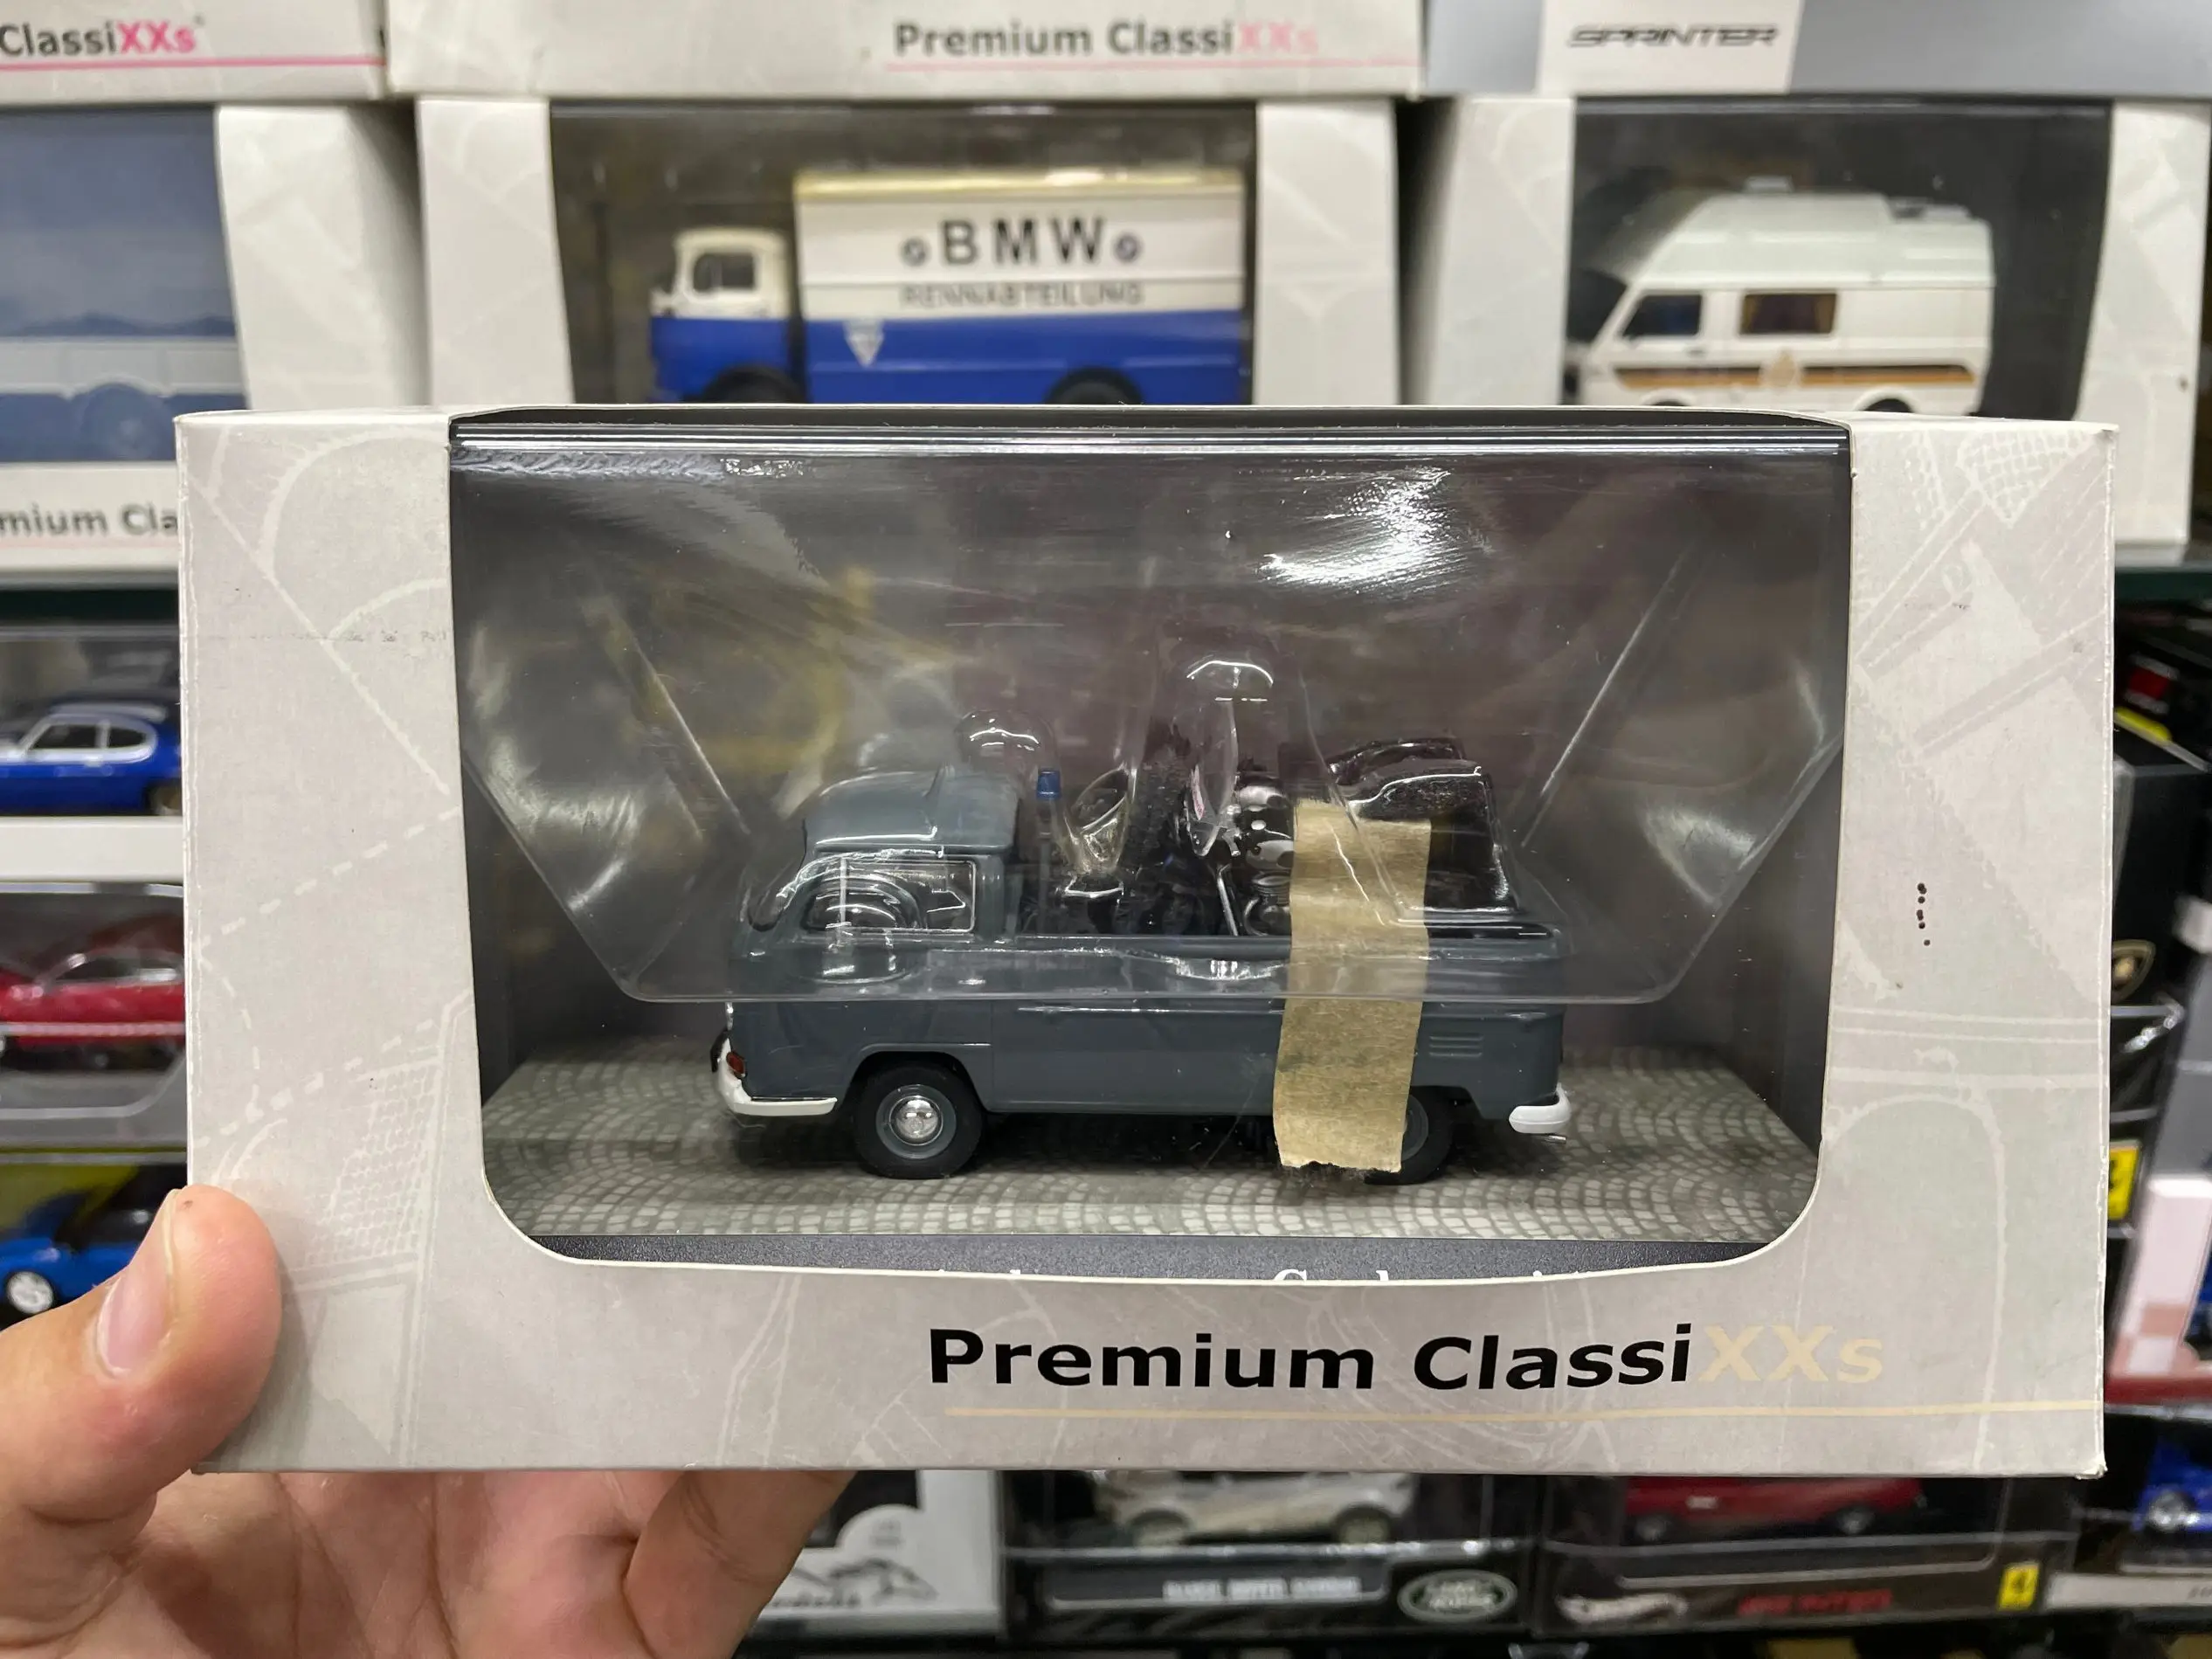 ClassiXXs
Premium ClassiXXs
SPRINTER
BMW
RENNABTEILUNG
mium Cla
Premium ClassiXXs